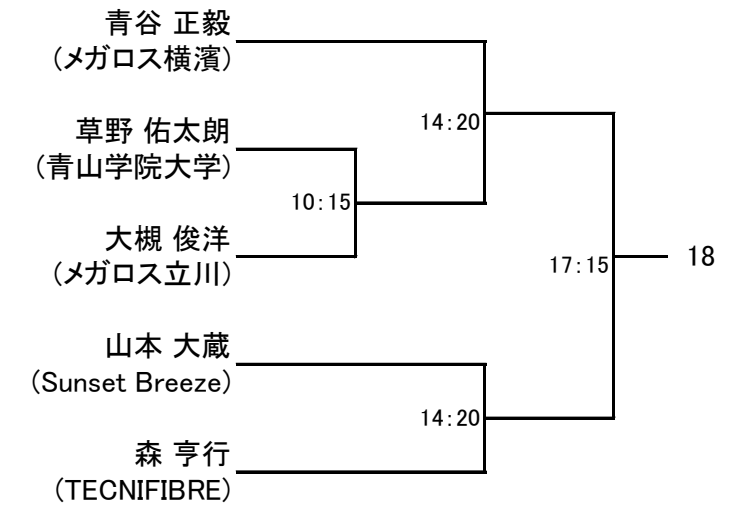 青谷 正毅
(メガロス横濱)
14:20
草野 佑太朗
(青山学院大学)
10:15
大槻 俊洋
(メガロス立川)
17:15
18
山本 大蔵
(Sunset Breeze)
14:20
森 亨行
(TECNIFIBRE)